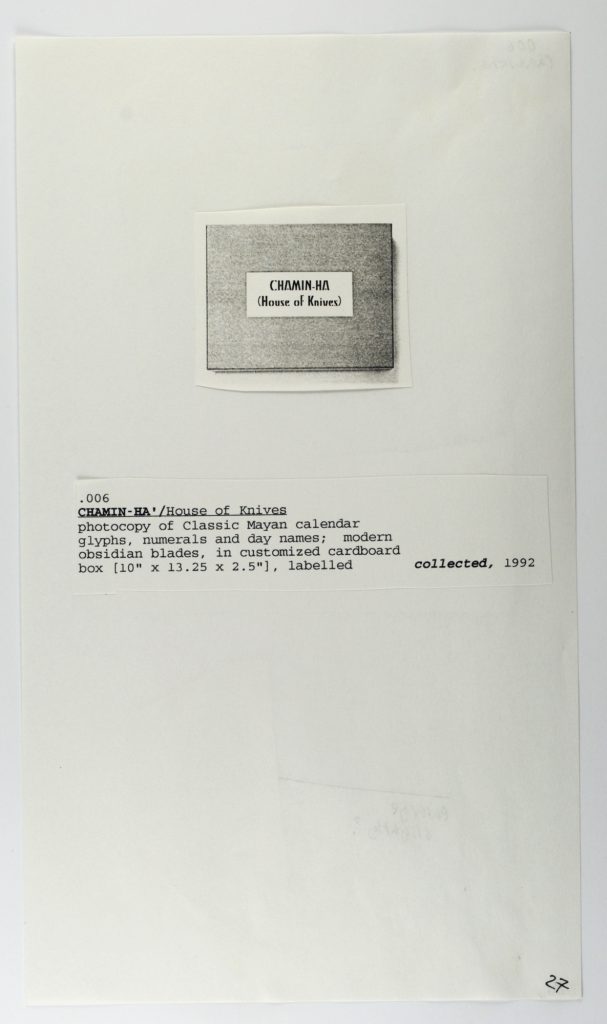 CHAMIN-HA
(House of Knives)
.006
CHAMIN-HA'/House of Knives
photocopy of Classic Mayan calendar
glyphs, numerals and day names; modern
obsidian blades, in customized cardboard
box [10" x 13.25 x 2.5"], labelled collected, 1992
27